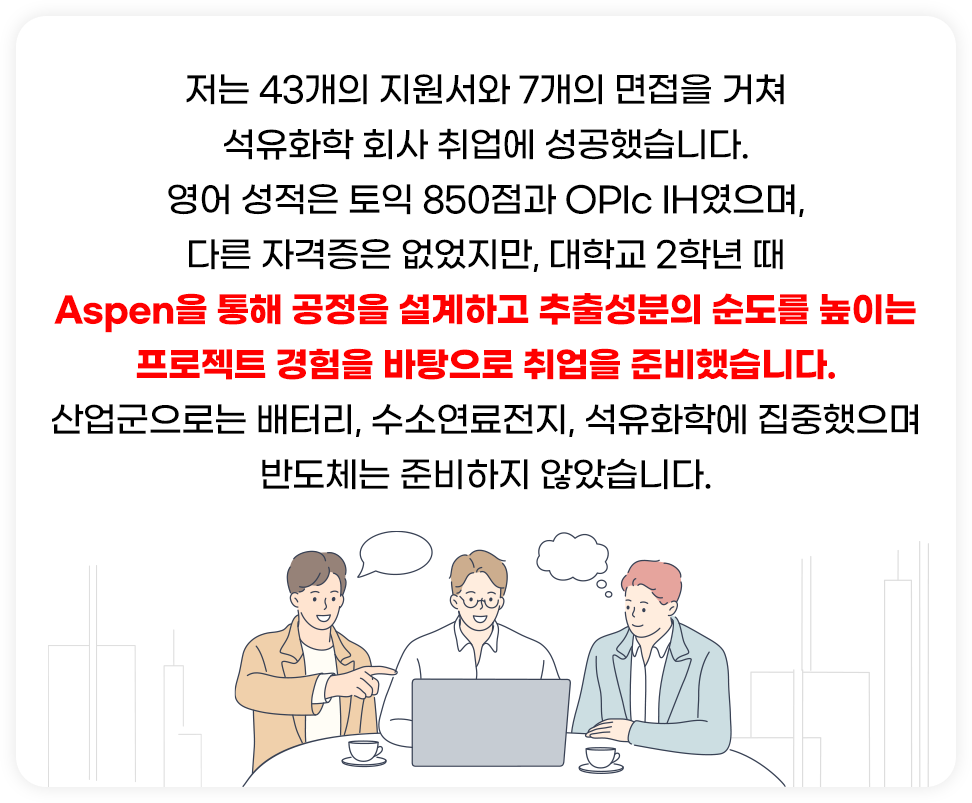 저는 43개의 지원서와 7개의 면접을 거쳐
석유화학 회사 취업에 성공했습니다.
영어 성적은 토익 850점과 OPIc IH였으며,
다른 자격증은 없었지만, 대학교 2학년 때
Aspen을 통해 공정을 설계하고 추출성분의 순도를 높이는
프로젝트 경험을 바탕으로 취업을 준비했습니다.
산업군으로는 배터리, 수소연료전지, 석유화학에 집중했으며
반도체는 준비하지 않았습니다.